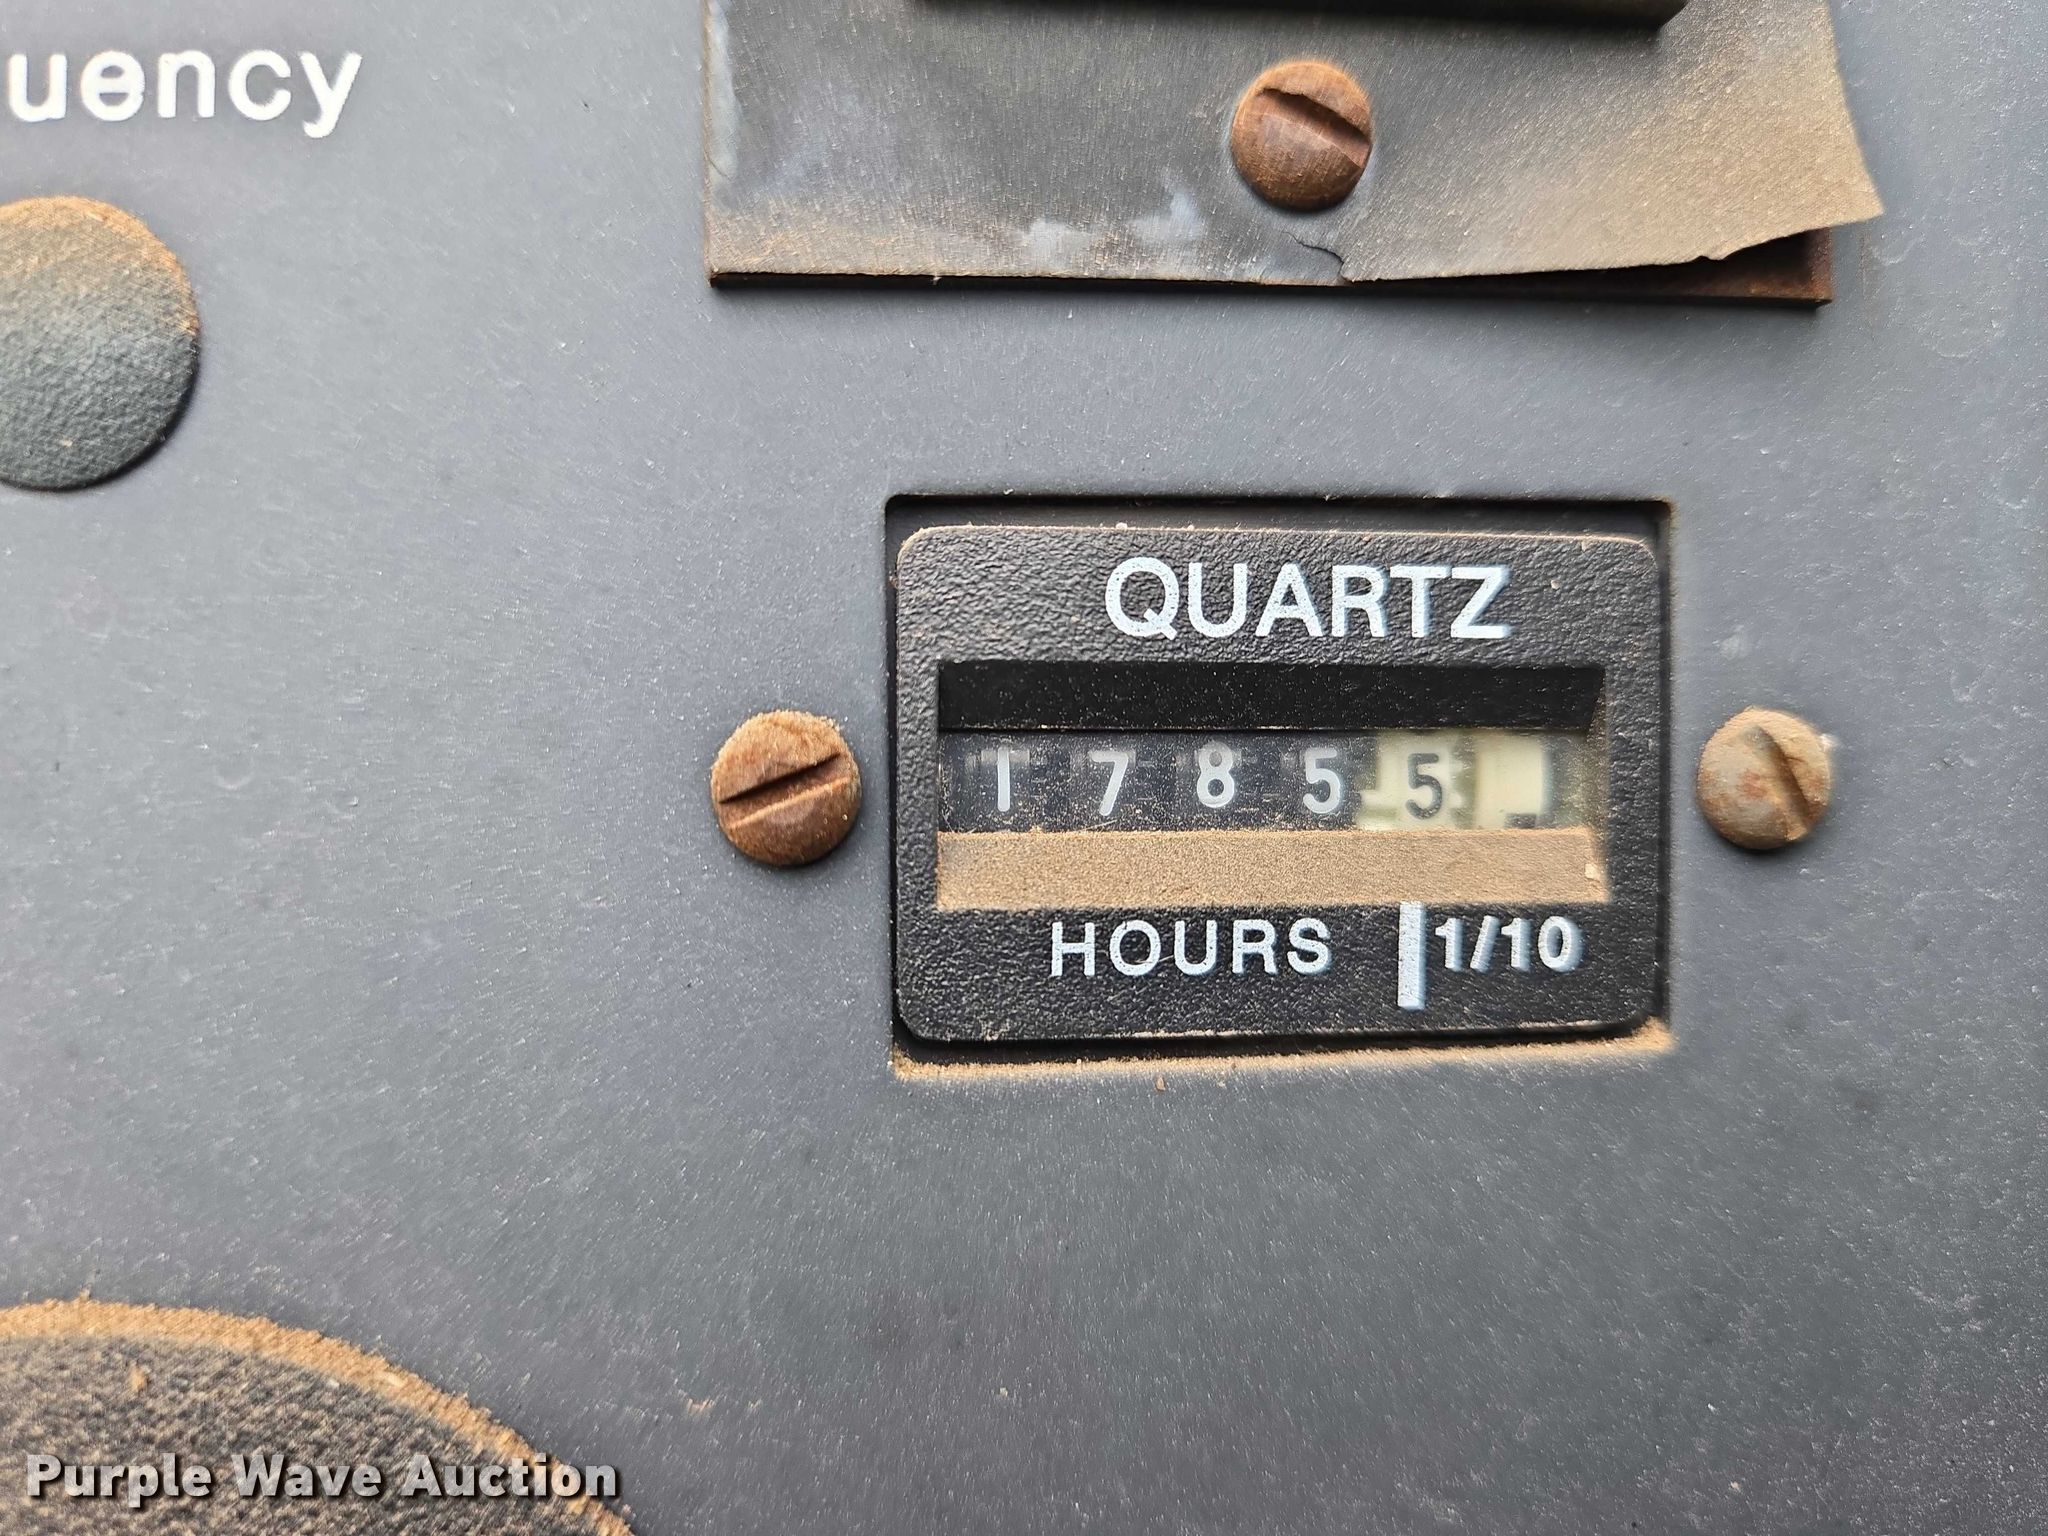 uency
QUARTZ
1 7 8 5 5
HOURS 1/10
Purple Wave Auction